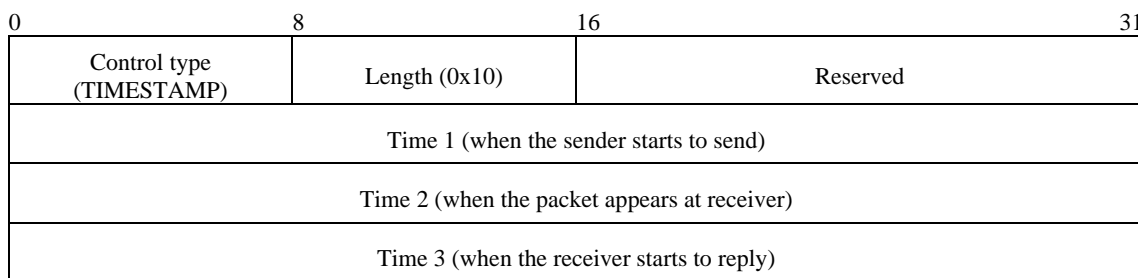 0 8 16 31
Control type
(TIMESTAMP)
Length (0x10)
Reserved
Time 1 (when the sender starts to send)
Time 2 (when the packet appears at receiver)
Time 3 (when the receiver starts to reply)